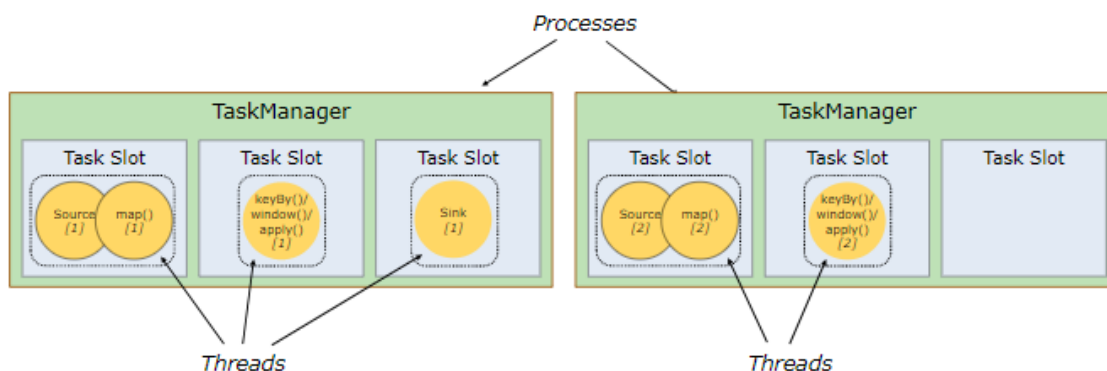 Processes
TaskManager
Task Slot
Source
[1]
map()
[1]
Task Slot
keyBy()/
window()/
apply()
[1]
Task Slot
Sink
[1]
TaskManager
Task Slot
Source
[2]
map()
[2]
Task Slot
keyBy()/
window()/
apply()
[2]
Task Slot
Threads
Threads